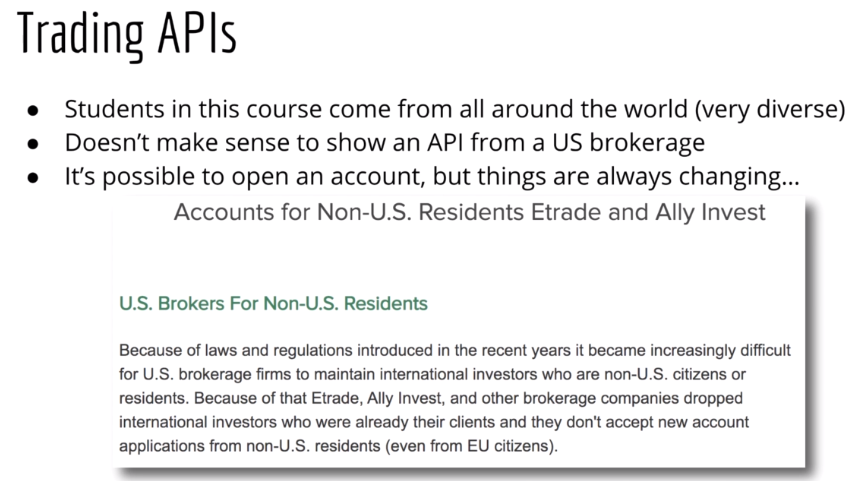 Trading APIs
● Students in this course come from all around the world (very diverse)
● Doesn't make sense to show an API from a US brokerage
● It's possible to open an account, but things are always changing...
Accounts for Non-U.S. Residents Etrade and Ally Invest
U.S. Brokers For Non-U.S. Residents
Because of laws and regulations introduced in the recent years it became increasingly difficult
for U.S. brokerage firms to maintain international investors who are non-U.S. citizens or
residents. Because of that Etrade, Ally Invest, and other brokerage companies dropped
international investors who were already their clients and they don't accept new account
applications from non-U.S. residents (even from EU citizens).